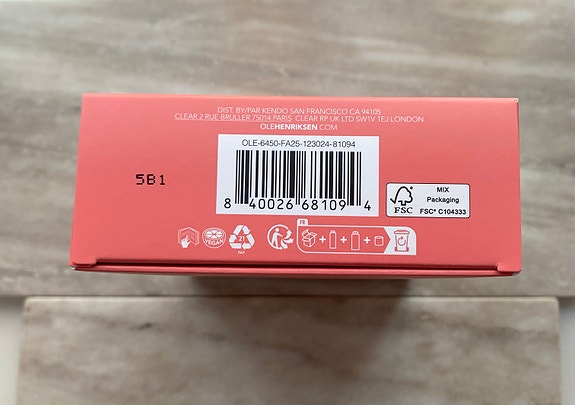 DIST. BY/PAR KENDO SAN FRANCISCO CA 94105
CLEAR 2 RUE BRULLER 75014 PARIS CLEAR RP UK LTD SW1V 1EJ LONDON
OLEHENRIKSEN.COM
OLE-6450-FA25-123024-81094
8 40026 68109 4
5B1
FSC
MIX
Packaging
FSC® C104333
VEGAN
21
PAP
FR
+ + +